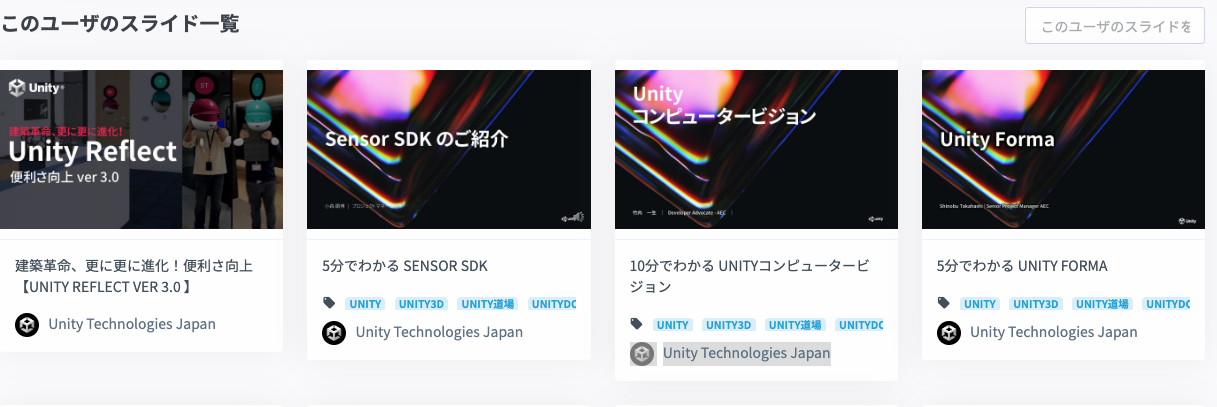 このユーザのスライド一覧
このユーザのスライドを
Unity
ST
建築革命、更に更に進化！
Unity Reflect
便利さ向上 ver 3.0
建築革命、更に更に進化！便利さ向上
【UNITY REFLECT VER 3.0 】
Unity Technologies Japan
Sensor SDK のご紹介
5分でわかる SENSOR SDK
UNITY UNITY3D UNITY道場 UNITYDO
Unity Technologies Japan
Unity
コンピュータービジョン
Developer Advocate - AEC
unity
10分でわかる UNITYコンピュータービ
ジョン
UNITY UNITY3D UNITY道場 UNITYDO
Unity Technologies Japan
Unity Forma
Shinobu Takahashi | Senior Project Manager AEC
Unity
5分でわかる UNITY FORMA
UNITY UNITY3D UNITY道場 UNITYDO
Unity Technologies Japan